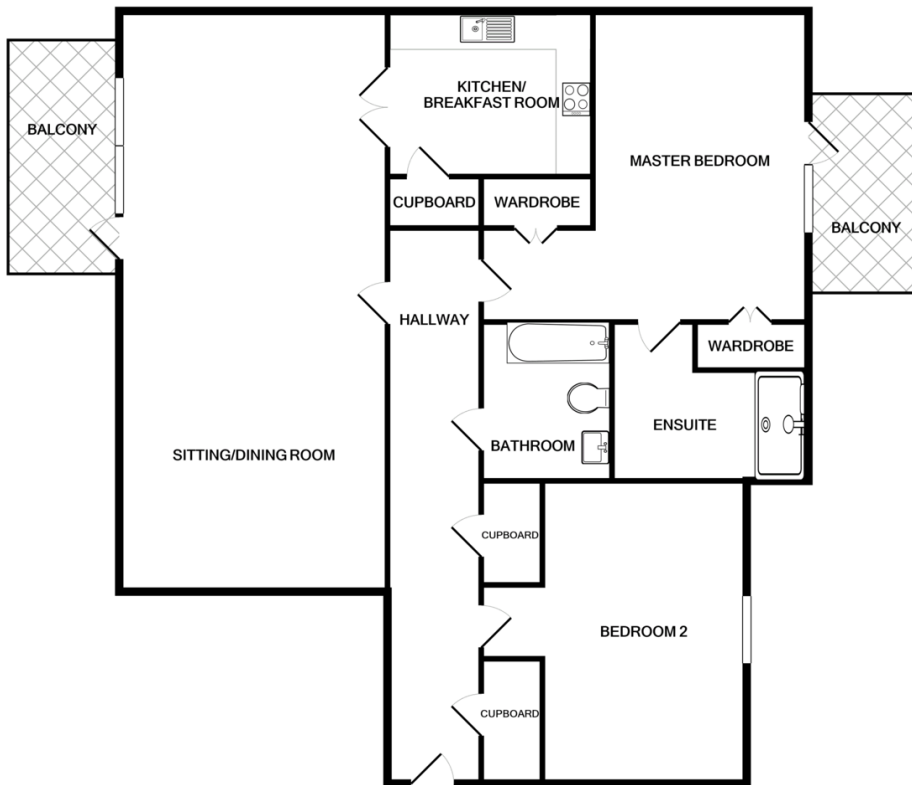 KITCHEN/
BREAKFAST ROOM
BALCONY
MASTER BEDROOM
CUPBOARD
WARDROBE
BALCONY
HALLWAY
WARDROBE
ENSUITE
BATHROOM
SITTING/DINING ROOM
CUPBOARD
BEDROOM 2
CUPBOARD